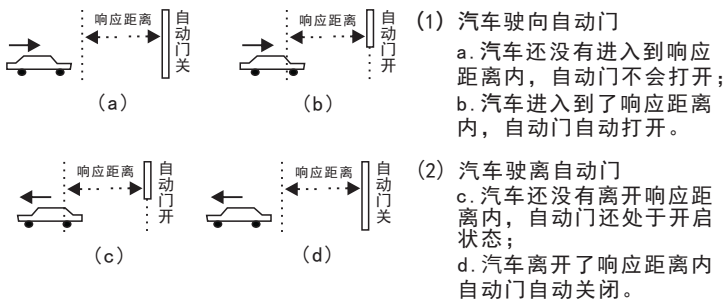 响应距离
自动门关
(a)
响应距离
自动门开
(b)
(1) 汽车驶向自动门
a.汽车还没有进入到响应
距离内，自动门不会打开；
b.汽车进入到了响应距离
内，自动门自动打开。
响应距离
自动门开
(c)
响应距离
自动门关
(d)
(2) 汽车驶离自动门
c.汽车还没有离开响应距
离内，自动门还处于开启
状态；
d.汽车离开了响应距离内
自动门自动关闭。